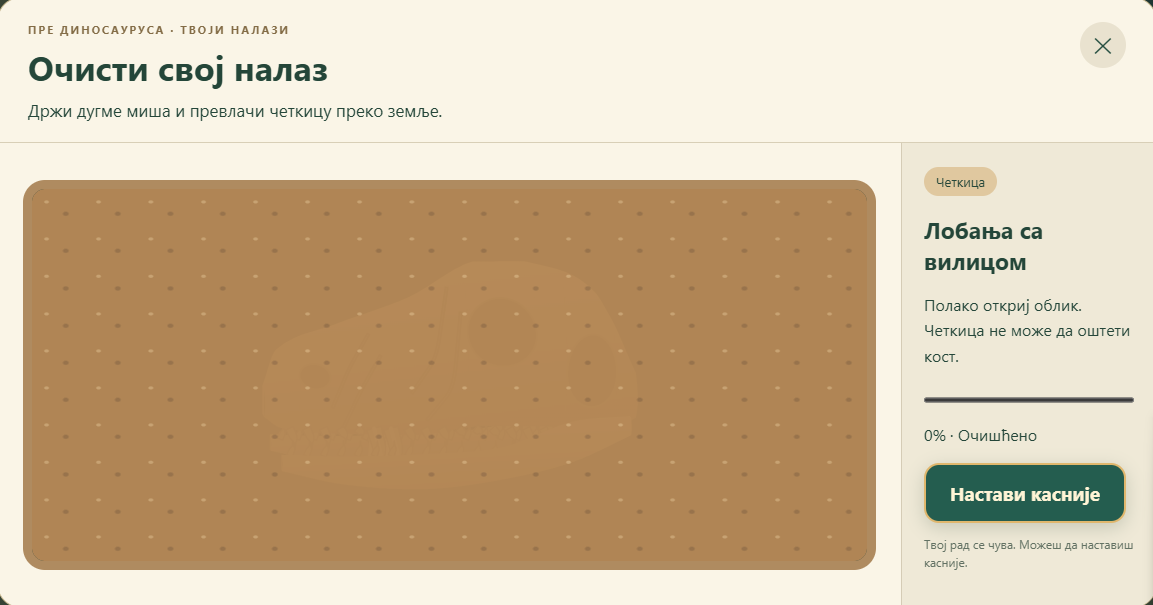 ПРЕ ДИНОСАУРУСА · ТВОЈИ НАЛАЗИ
Очисти свој налаз
Држи дугме миша и превлачи четкицу преко земље.
Четкица
Лобања са
вилицом
Полако откриј облик.
Четкица не може да оштети
кост.
0% · Очишћено
Настави касније
Твој рад се чува. Можеш да наставиш
касније.